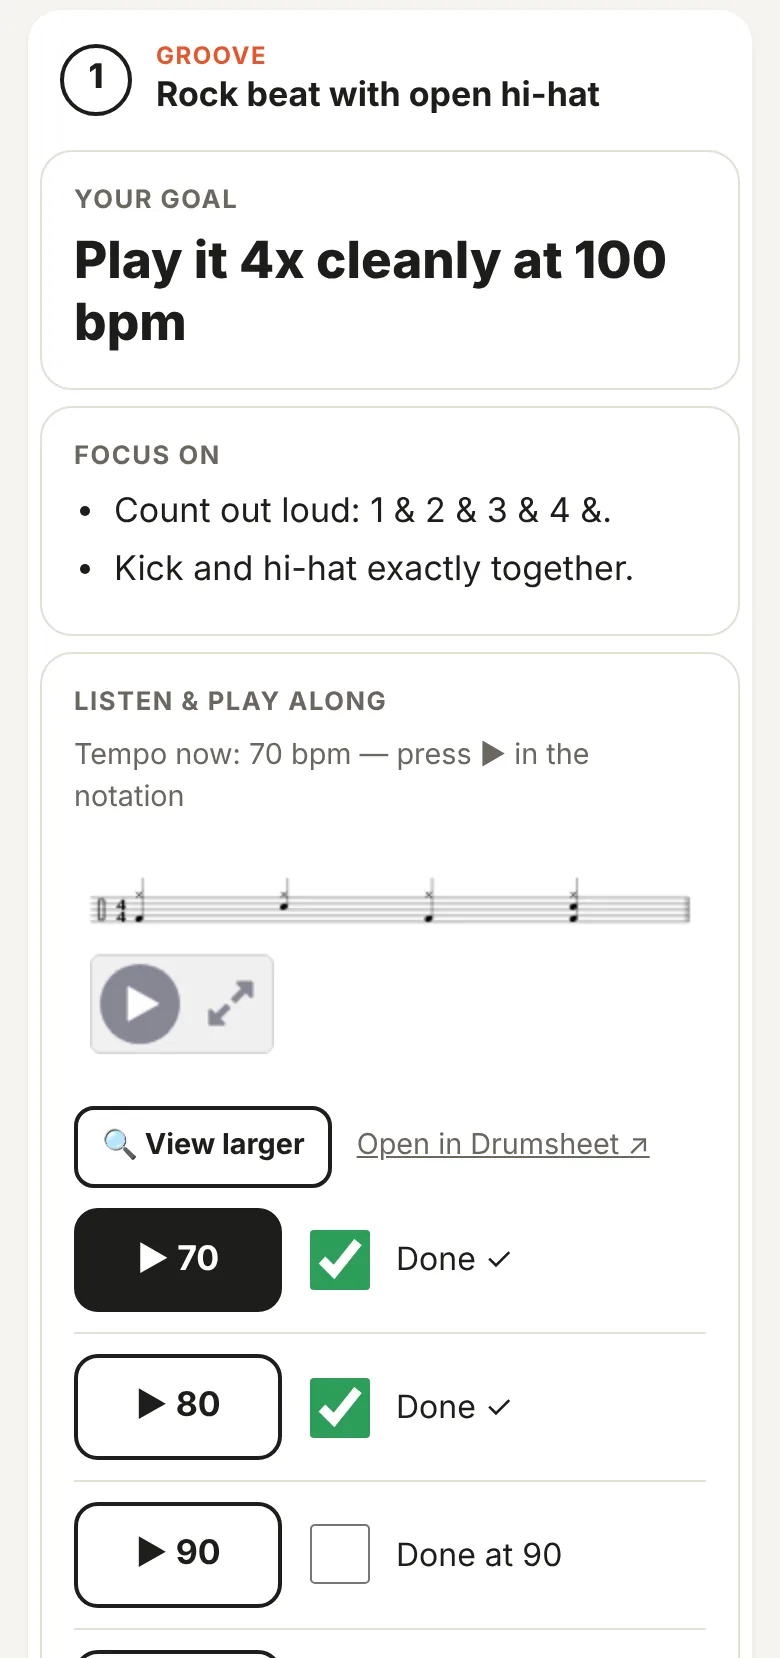 1
GROOVE
Rock beat with open hi-hat
YOUR GOAL
Play it 4x cleanly at 100
bpm
FOCUS ON
• Count out loud: 1 & 2 & 3 & 4 &.
• Kick and hi-hat exactly together.
LISTEN & PLAY ALONG
Tempo now: 70 bpm — press ▶ in the
notation
4
4
🔍 View larger
Open in Drumsheet ↗
▶ 70
Done ✓
▶ 80
Done ✓
▶ 90
Done at 90